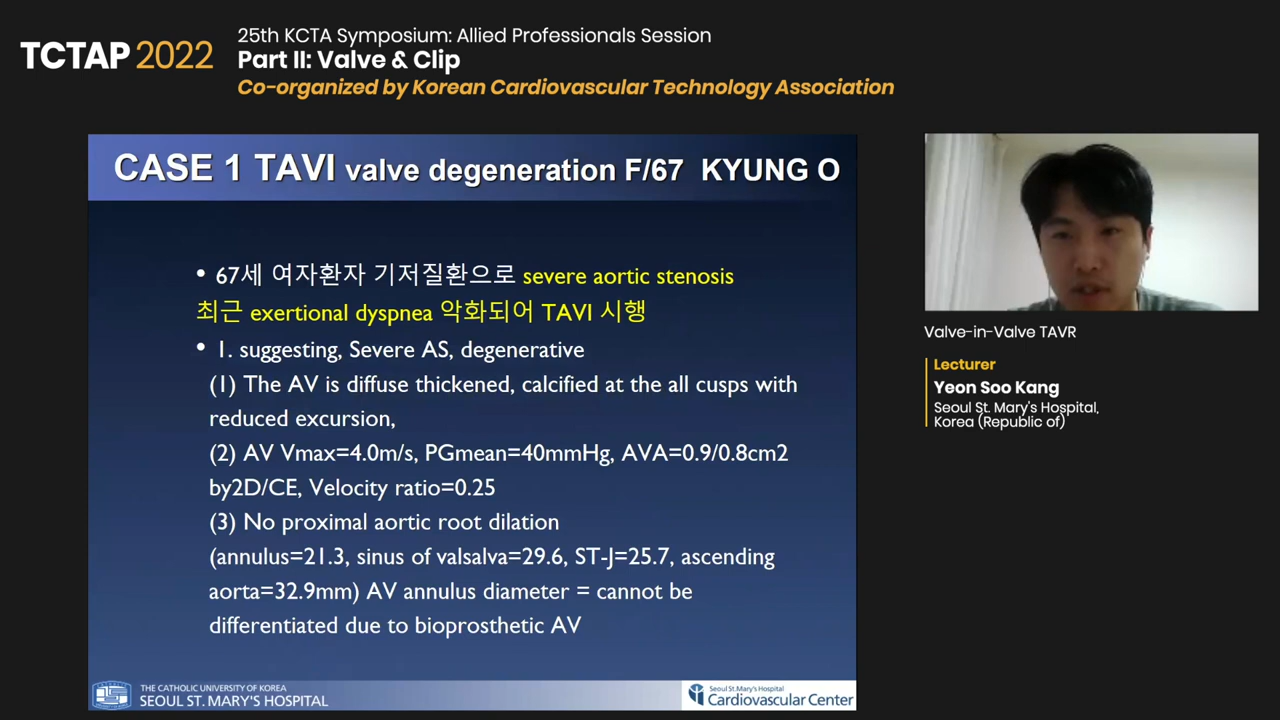 TCTAP 2022
25th KCTA Symposium: Allied Professionals Session
Part II: Valve & Clip
Co-organized by Korean Cardiovascular Technology Association
CASE 1 TAVI valve degeneration F/67 KYUNG O
• 67세 여자환자 기저질환으로 severe aortic stenosis
최근 exertional dyspnea 악화되어 TAVI 시행
• 1. suggesting, Severe AS, degenerative
(1) The AV is diffuse thickened, calcified at the all cusps with
reduced excursion,
(2) AV Vmax=4.0m/s, PGmean=40mmHg, AVA=0.9/0.8cm2
by2D/CE, Velocity ratio=0.25
(3) No proximal aortic root dilation
(annulus=21.3, sinus of valsalva=29.6, ST-J=25.7, ascending
aorta=32.9mm) AV annulus diameter = cannot be
differentiated due to bioprosthetic AV
THE CATHOLIC UNIVERSITY OF KOREA
SEOUL ST. MARY'S HOSPITAL
Seoul St. Mary's Hospital
Cardiovascular Center
Valve-in-Valve TAVR
Lecturer
Yeon Soo Kang
Seoul St. Mary's Hospital,
Korea (Republic of)